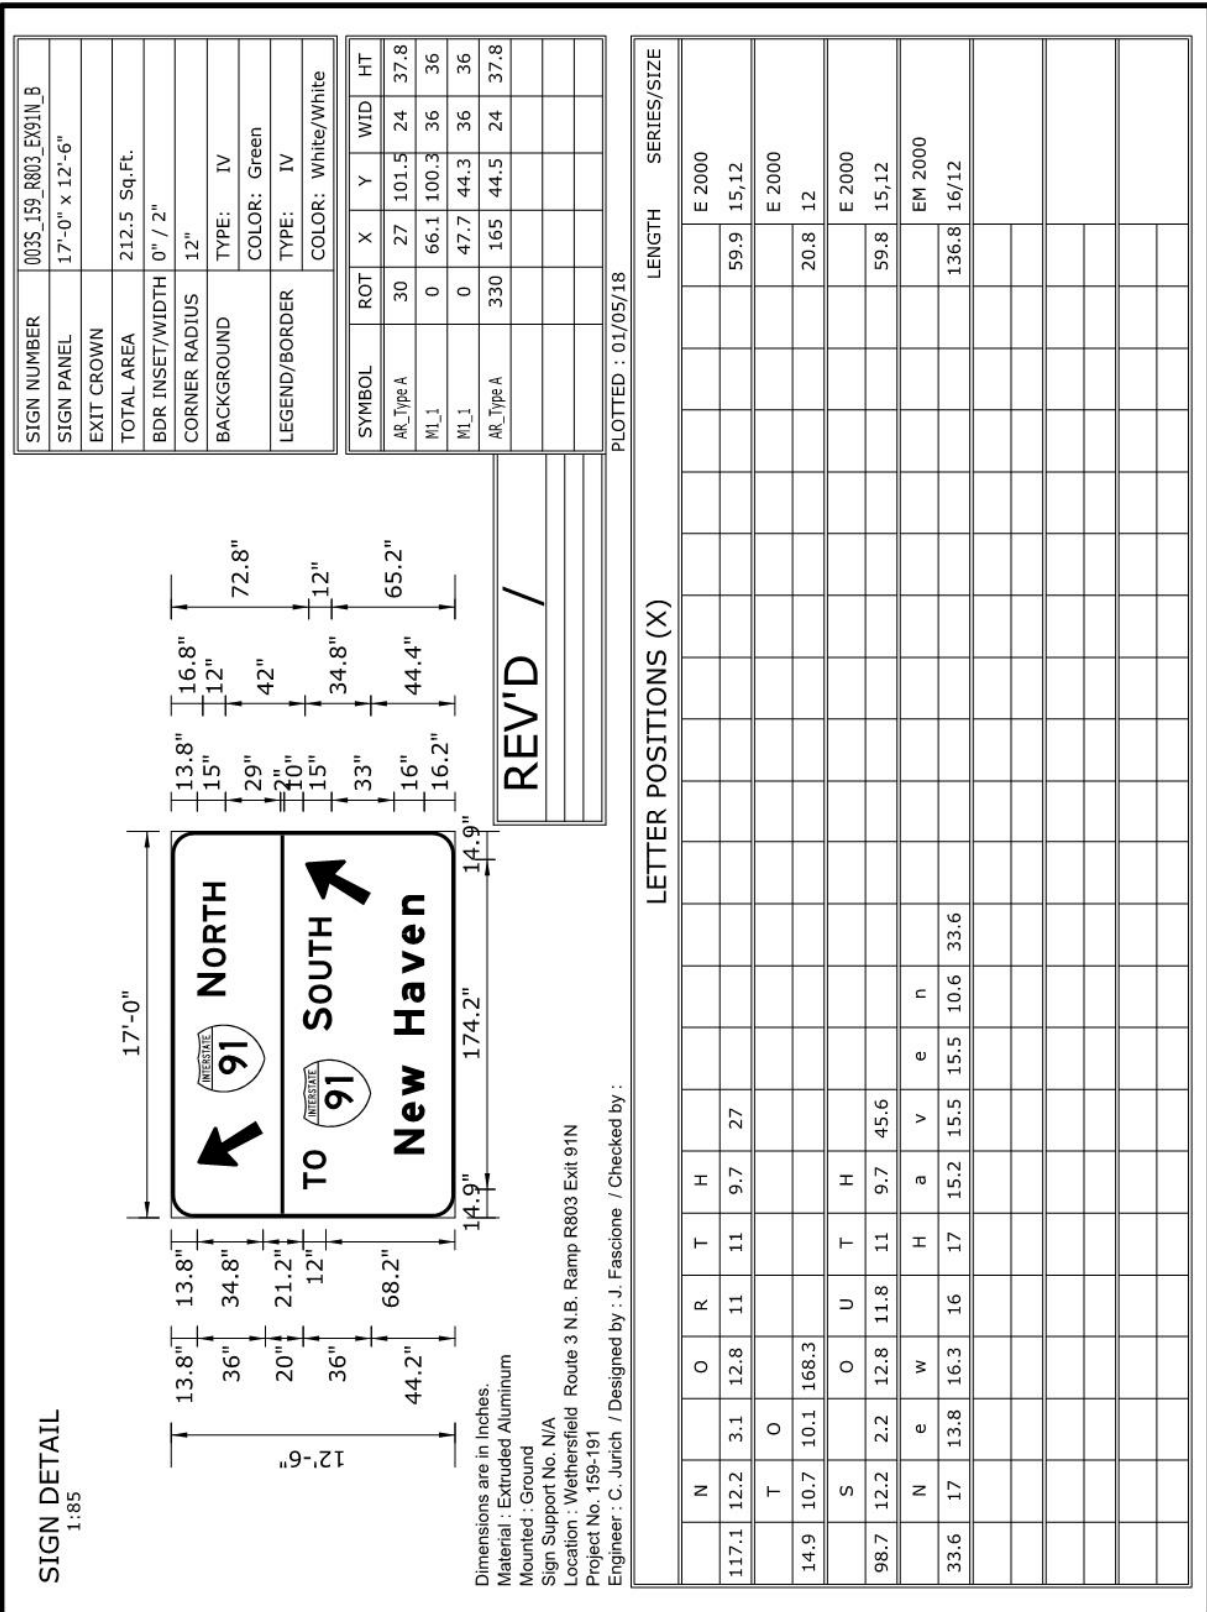 SIGN DETAIL
1:85
17'-0"
12'-6"
13.8"
36"
20"
36"
44.2"
13.8"
34.8"
21.2"
12"
68.2"
INTERSTATE
91
NORTH
TO
INTERSTATE
91
SOUTH
New Haven
13.8"
15"
29"
2"
10"
15"
33"
16"
16.2"
16.8"
12"
42"
34.8"
44.4"
72.8"
12"
65.2"
14.9"
174.2"
14.9"
Dimensions are in Inches.
Material : Extruded Aluminum
Mounted : Ground
Sign Support No. N/A
Location : Wethersfield Route 3 N.B. Ramp R803 Exit 91N
Project No. 159-191
Engineer : C. Jurich / Designed by : J. Fascione / Checked by :
REV'D /
SIGN NUMBER 003S_159_R803_EX91N_B
SIGN PANEL 17'-0" x 12'-6"
EXIT CROWN
TOTAL AREA 212.5 Sq.Ft.
BDR INSET/WIDTH 0" / 2"
CORNER RADIUS 12"
BACKGROUND TYPE: IV
COLOR: Green
LEGEND/BORDER TYPE: IV
COLOR: White/White
SYMBOL ROT X Y WID HT
AR_Type A 30 27 101.5 24 37.8
M1_1 0 66.1 100.3 36 36
M1_1 0 47.7 44.3 36 36
AR_Type A 330 165 44.5 24 37.8
PLOTTED : 01/05/18
LETTER POSITIONS (X) LENGTH SERIES/SIZE
N O R T H E 2000
117.1 12.2 3.1 12.8 11 11 9.7 27 59.9 15,12
T O E 2000
14.9 10.7 10.1 168.3 20.8 12
S O U T H E 2000
98.7 12.2 2.2 12.8 11.8 11 9.7 45.6 59.8 15,12
N e w H a v e n EM 2000
33.6 17 13.8 16.3 16 17 15.2 15.5 15.5 10.6 33.6 136.8 16/12